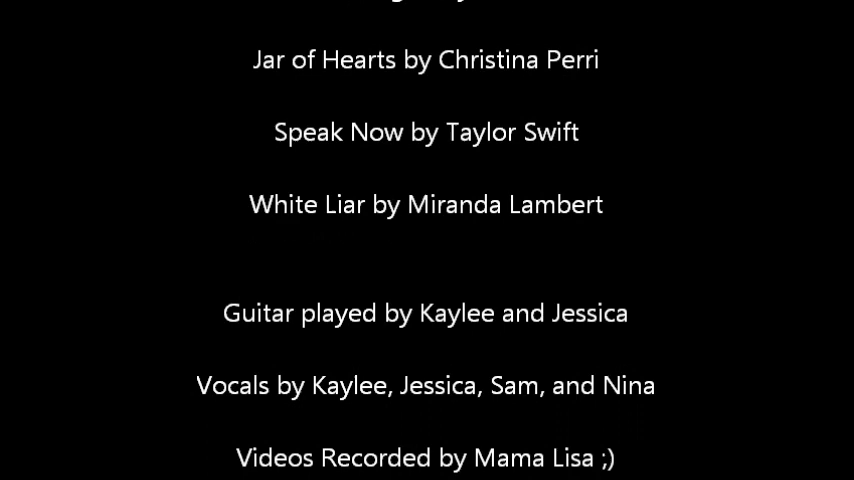 Jar of Hearts by Christina Perri
Speak Now by Taylor Swift
White Liar by Miranda Lambert
Guitar played by Kaylee and Jessica
Vocals by Kaylee, Jessica, Sam, and Nina
Videos Recorded by Mama Lisa ;)